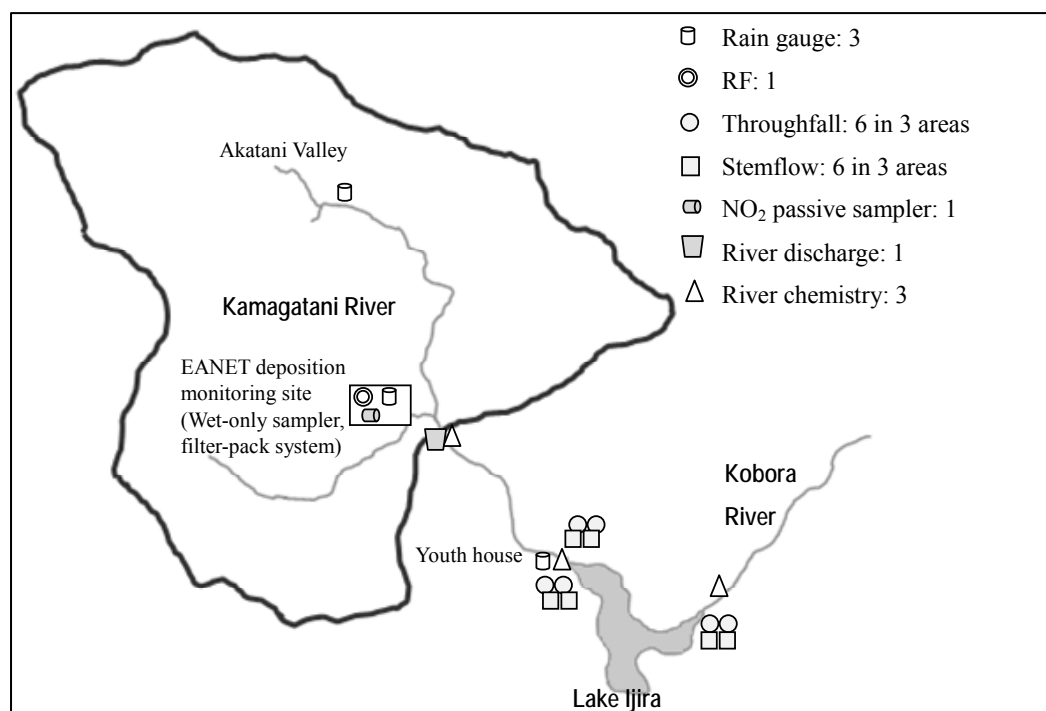 Rain gauge: 3
RF: 1
Throughfall: 6 in 3 areas
Stemflow: 6 in 3 areas
NO₂ passive sampler: 1
River discharge: 1
River chemistry: 3
Akatani Valley
Kamagatani River
EANET deposition
monitoring site
(Wet-only sampler,
filter-pack system)
Kobora
River
Youth house
Lake Ijira